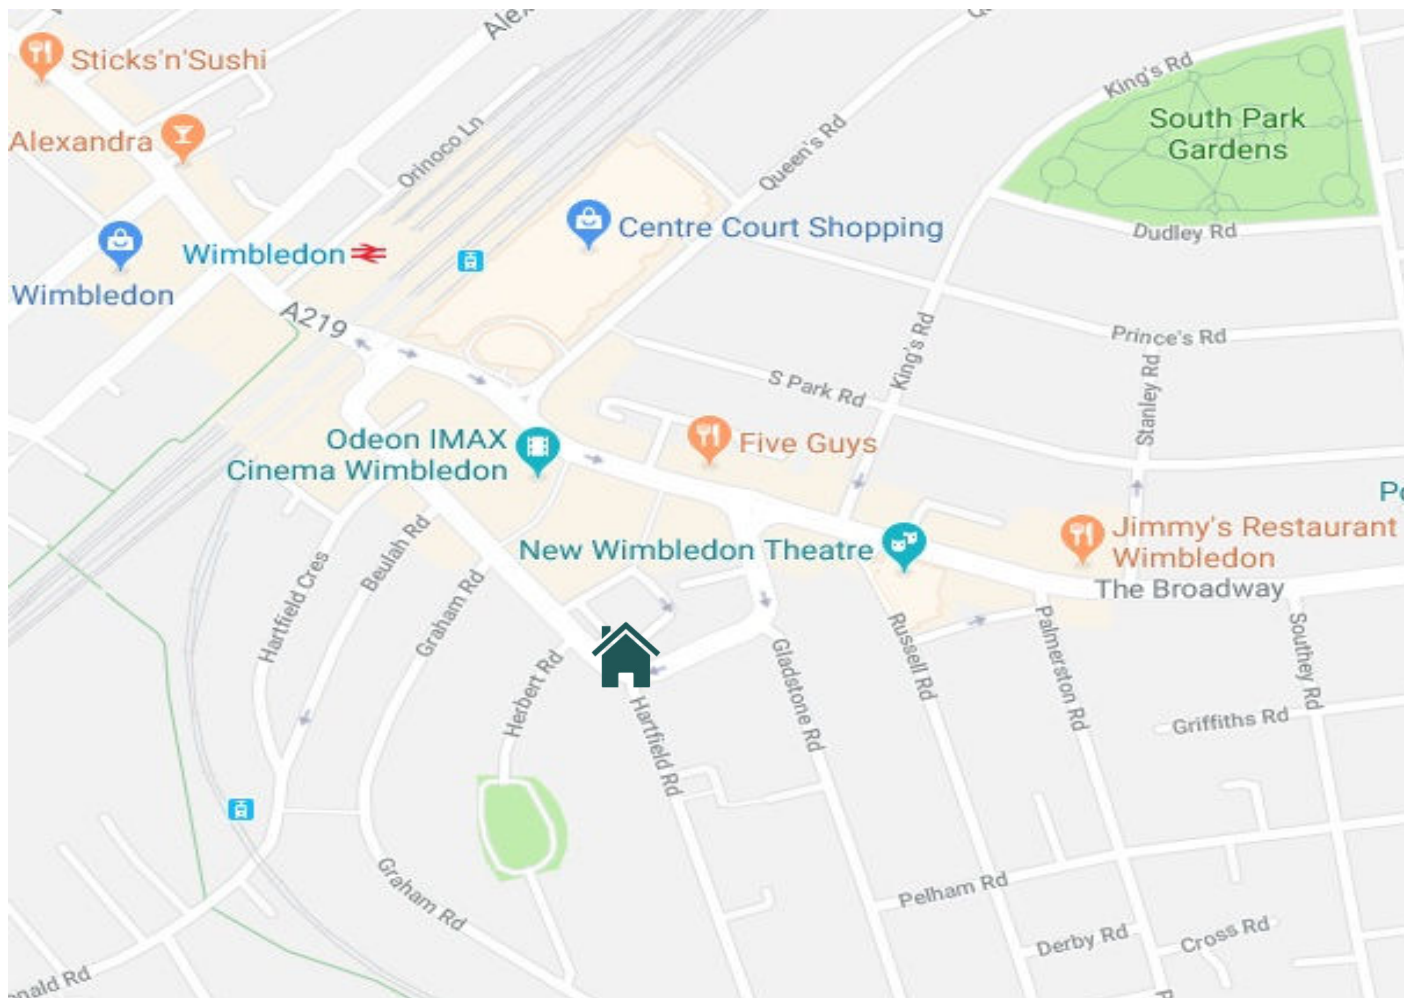 Alex
Sticks'n'Sushi
King's Rd
South Park
Gardens
Alexandra
Orinoco Ln
Queen's Rd
Centre Court Shopping
Dudley Rd
Wimbledon
Wimbledon
A219
King's Rd
Prince's Rd
S Park Rd
Stanley Rd
Odeon IMAX
Cinema Wimbledon
Five Guys
New Wimbledon Theatre
Jimmy's Restaurant
Wimbledon
The Broadway
Hartfield Cres
Beulah Rd
Graham Rd
Herbert Rd
Hartfield Rd
Gladstone Rd
Russell Rd
Palmerston Rd
Southey Rd
Griffiths Rd
Graham Rd
Pelham Rd
Derby Rd
Cross Rd
nald Rd